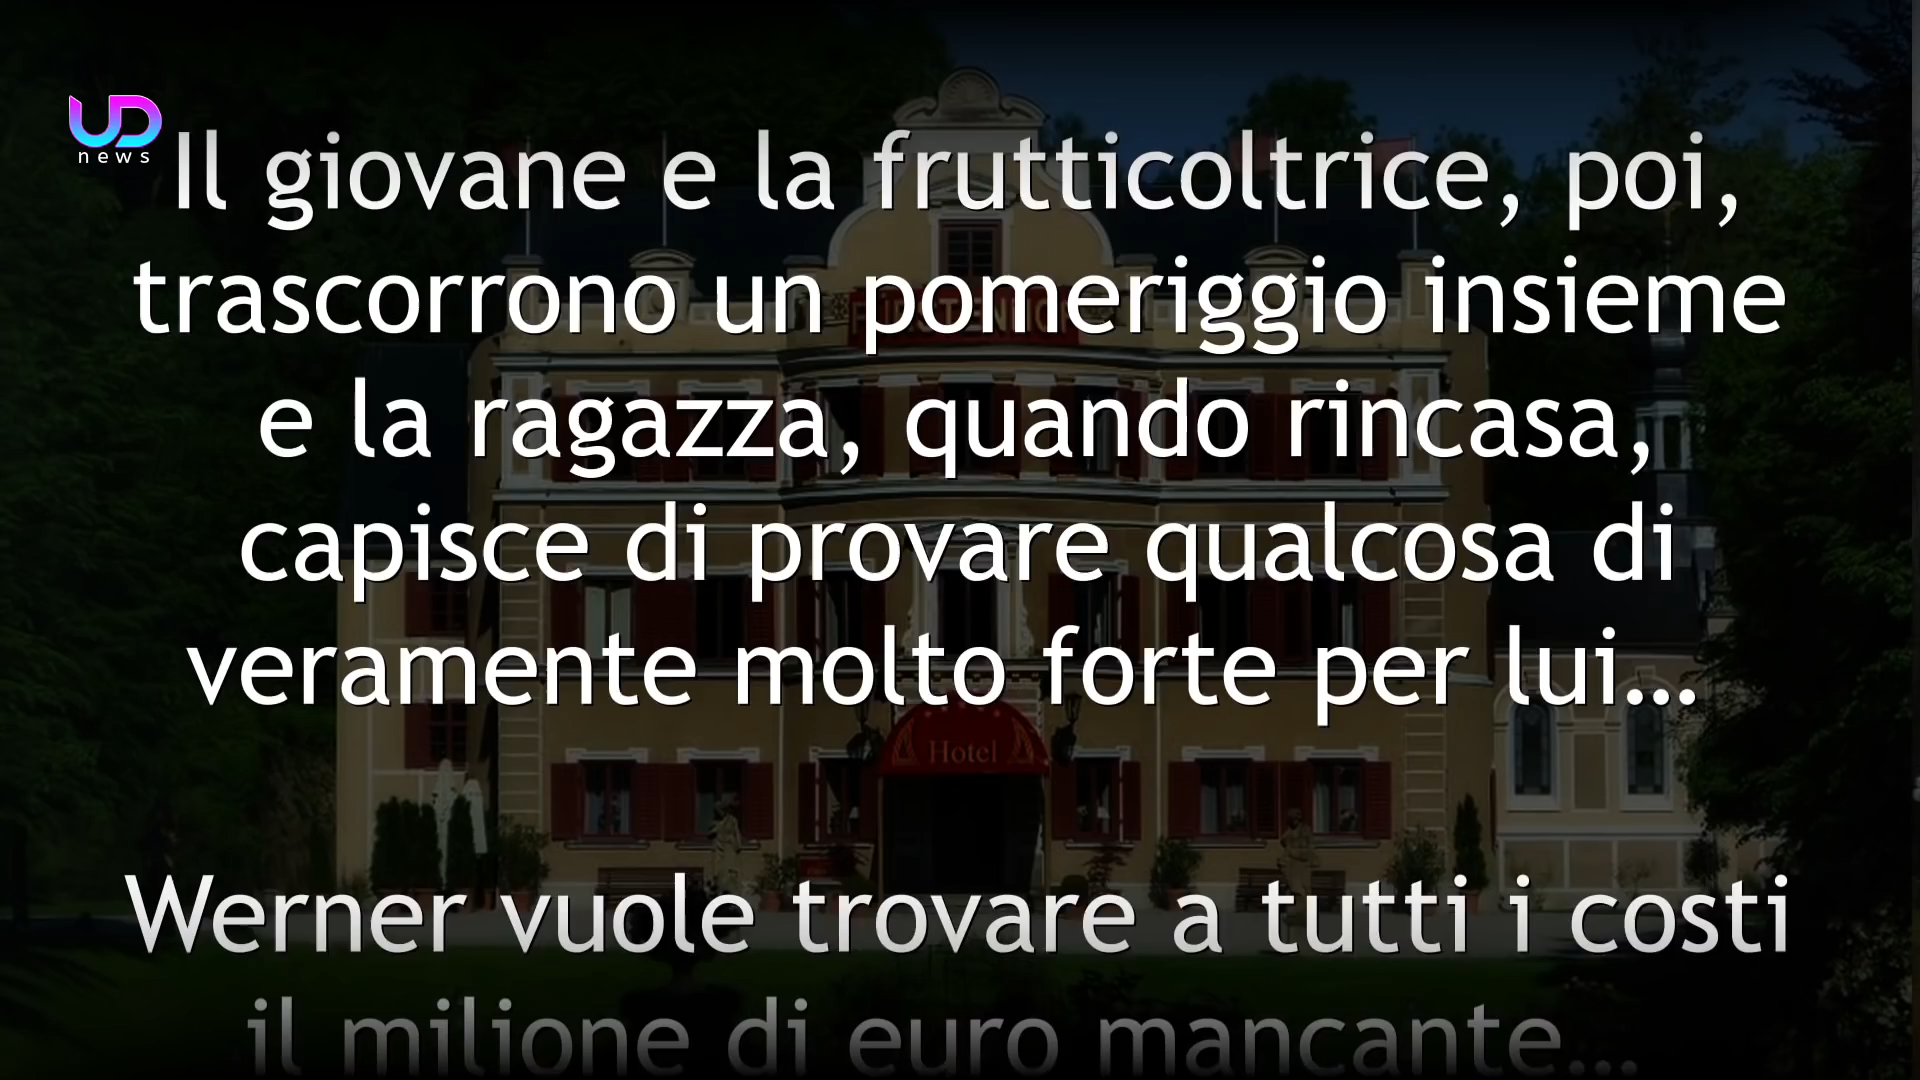 UD
news
Il giovane e la frutticoltrice, poi,
trascorrono un pomeriggio insieme
e la ragazza, quando rincasa,
capisce di provare qualcosa di
veramente molto forte per lui...
Hotel
Werner vuole trovare a tutti i costi
il milione di euro mancante...